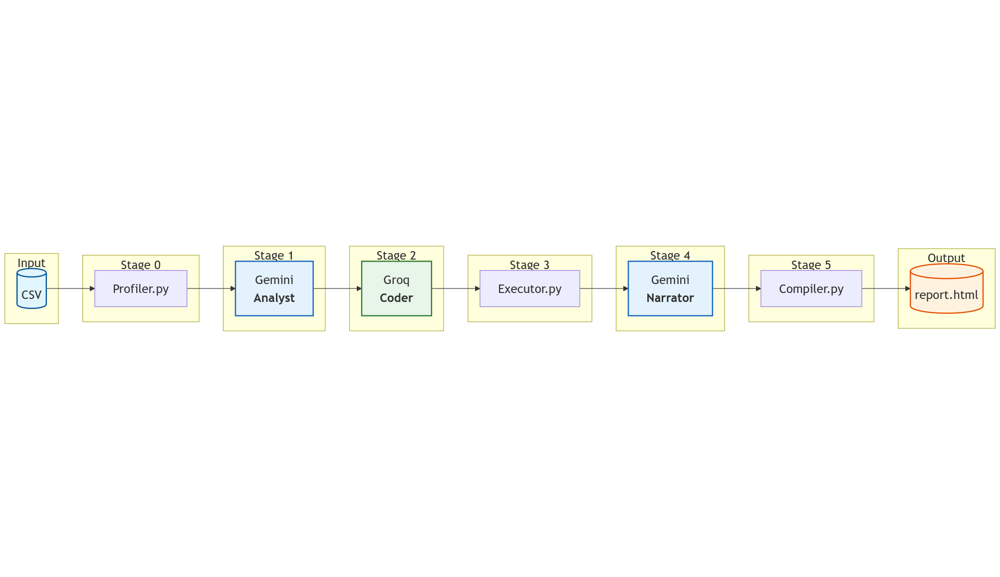 Input
CSV
Stage 0
Profiler.py
Stage 1
Gemini
Analyst
Stage 2
Groq
Coder
Stage 3
Executor.py
Stage 4
Gemini
Narrator
Stage 5
Compiler.py
Output
report.html